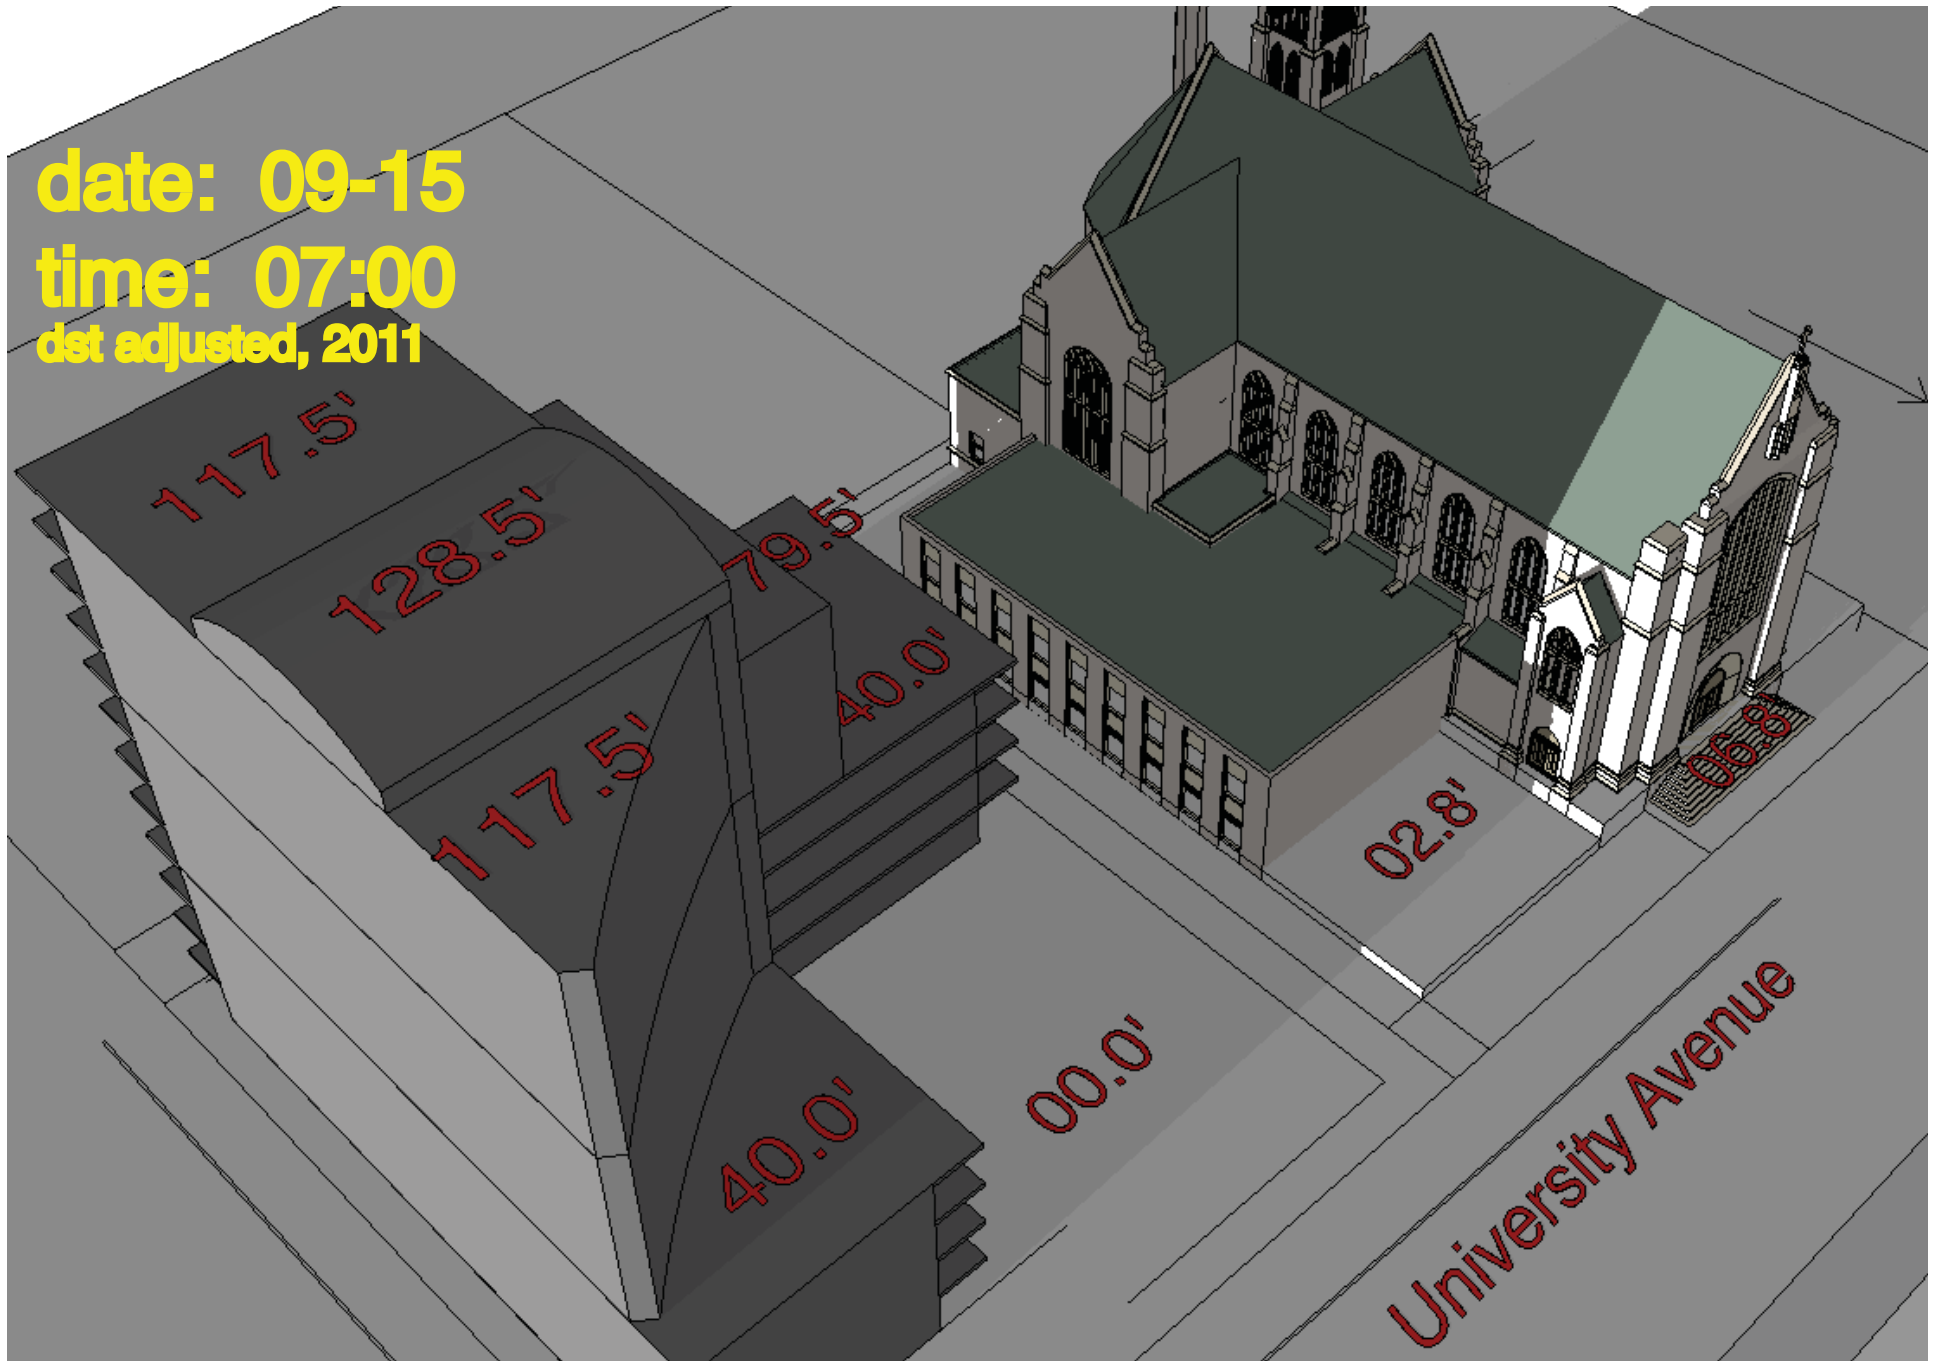 date: 09-15
time: 07:00
dst adjusted, 2011
117.5'
128.5'
79.5'
117.5'
40.0'
06.8'
02.8'
00.0'
40.0'
University Avenue